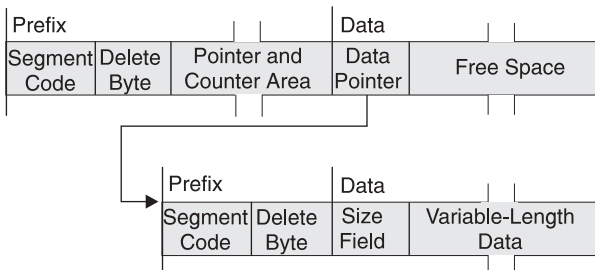 Prefix
Data
Segment Code
Delete Byte
Pointer and Counter Area
Data Pointer
Free Space
Prefix
Data
Segment Code
Delete Byte
Size Field
Variable-Length Data